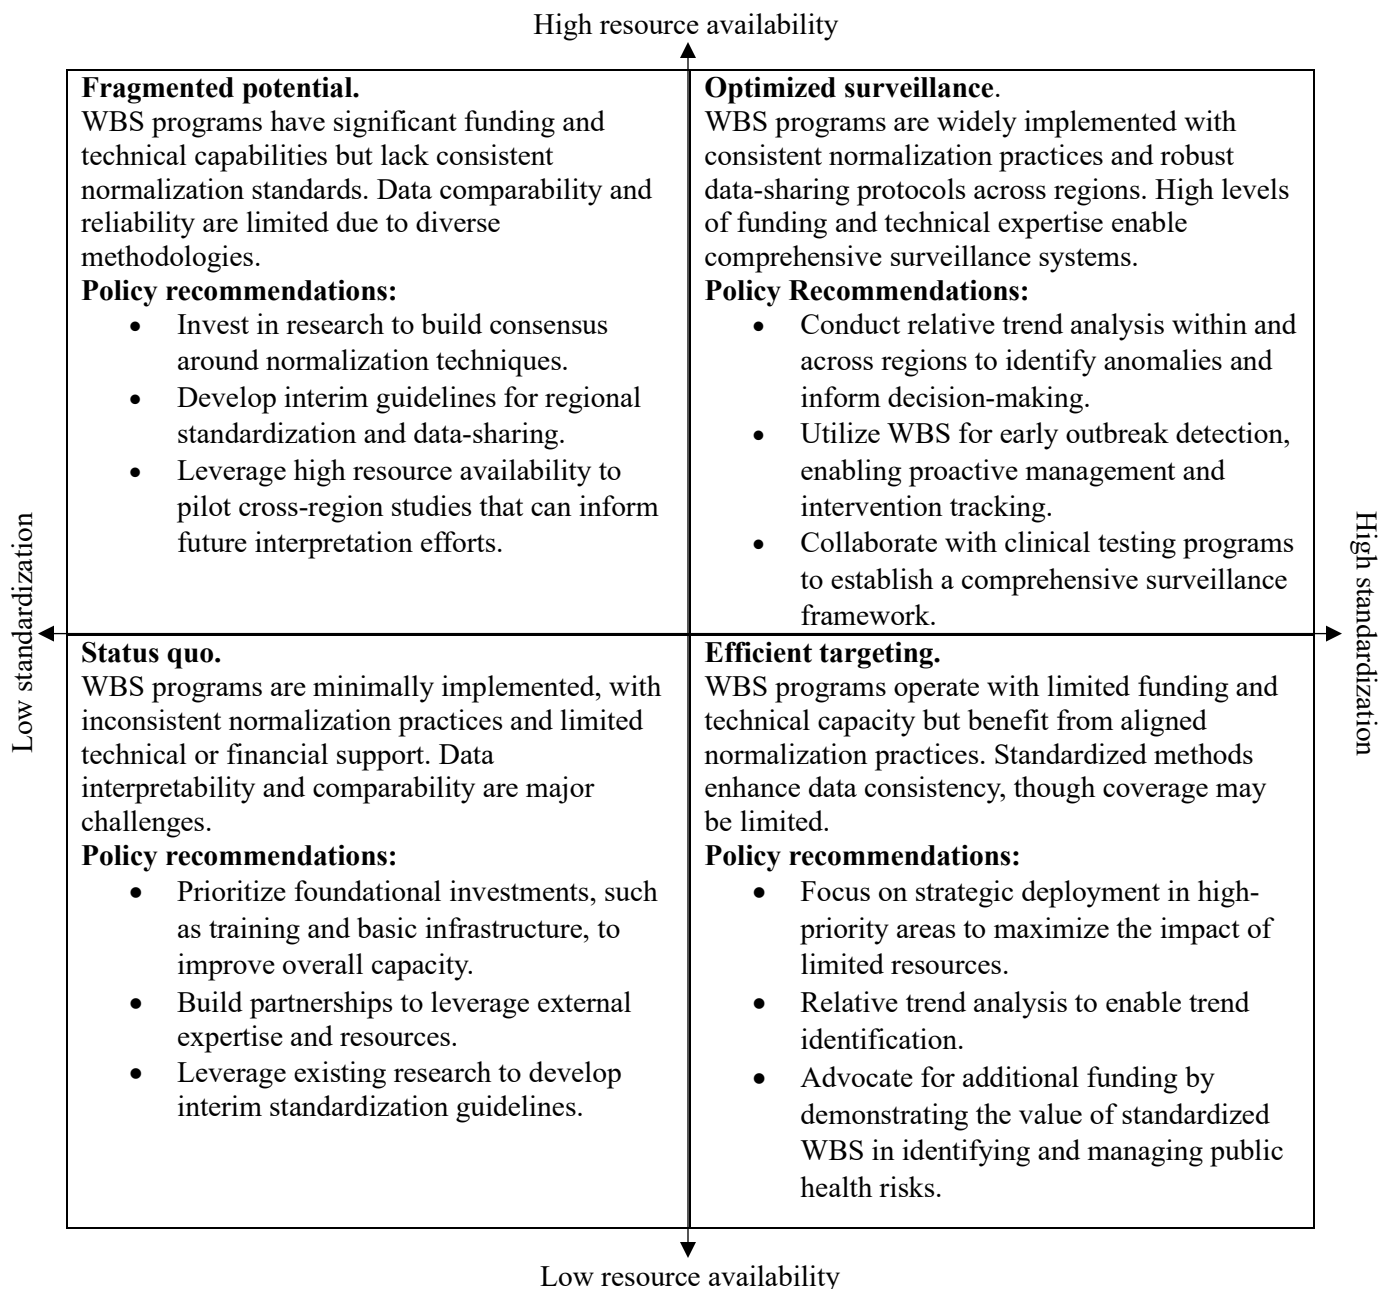 High resource availability
Fragmented potential.
WBS programs have significant funding and
technical capabilities but lack consistent
normalization standards. Data comparability and
reliability are limited due to diverse
methodologies.
Policy recommendations:
• Invest in research to build consensus
around normalization techniques.
• Develop interim guidelines for regional
standardization and data-sharing.
• Leverage high resource availability to
pilot cross-region studies that can inform
future interpretation efforts.
Optimized surveillance.
WBS programs are widely implemented with
consistent normalization practices and robust
data-sharing protocols across regions. High levels
of funding and technical expertise enable
comprehensive surveillance systems.
Policy Recommendations:
• Conduct relative trend analysis within and
across regions to identify anomalies and
inform decision-making.
• Utilize WBS for early outbreak detection,
enabling proactive management and
intervention tracking.
• Collaborate with clinical testing programs
to establish a comprehensive surveillance
framework.
Low standardization
High standardization
Status quo.
WBS programs are minimally implemented, with
inconsistent normalization practices and limited
technical or financial support. Data
interpretability and comparability are major
challenges.
Policy recommendations:
• Prioritize foundational investments, such
as training and basic infrastructure, to
improve overall capacity.
• Build partnerships to leverage external
expertise and resources.
• Leverage existing research to develop
interim standardization guidelines.
Efficient targeting.
WBS programs operate with limited funding and
technical capacity but benefit from aligned
normalization practices. Standardized methods
enhance data consistency, though coverage may
be limited.
Policy recommendations:
• Focus on strategic deployment in high-
priority areas to maximize the impact of
limited resources.
• Relative trend analysis to enable trend
identification.
• Advocate for additional funding by
demonstrating the value of standardized
WBS in identifying and managing public
health risks.
Low resource availability